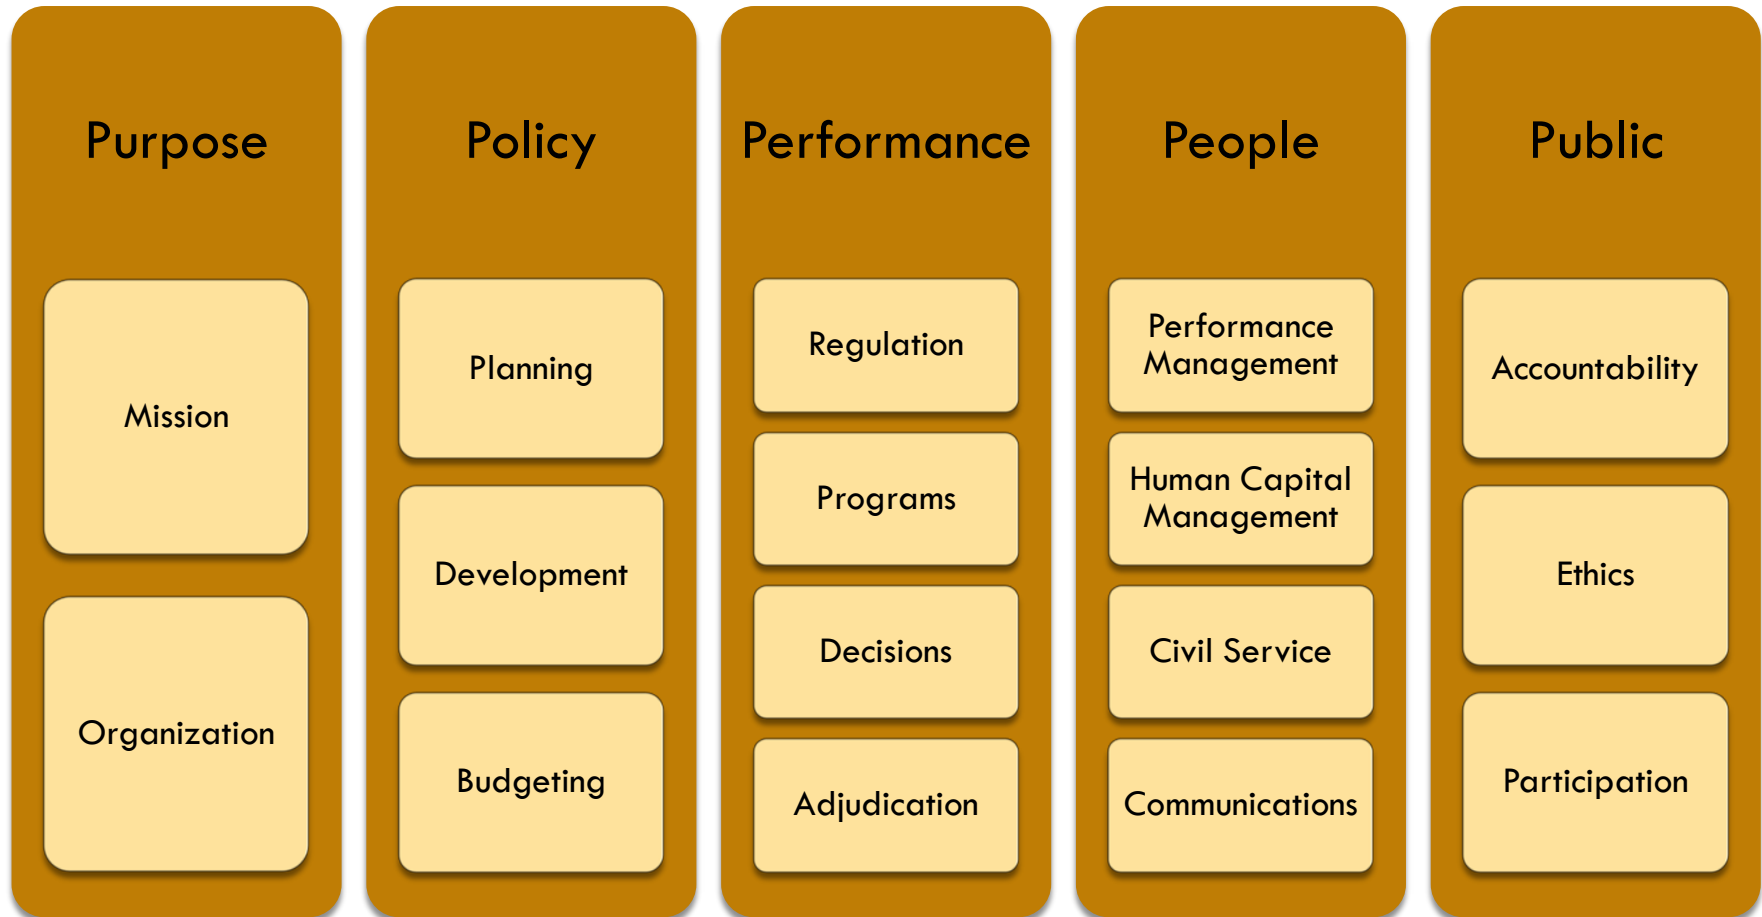 Purpose
Mission
Organization
Policy
Planning
Development
Budgeting
Performance
Regulation
Programs
Decisions
Adjudication
People
Performance
Management
Human Capital
Management
Civil Service
Communications
Public
Accountability
Ethics
Participation